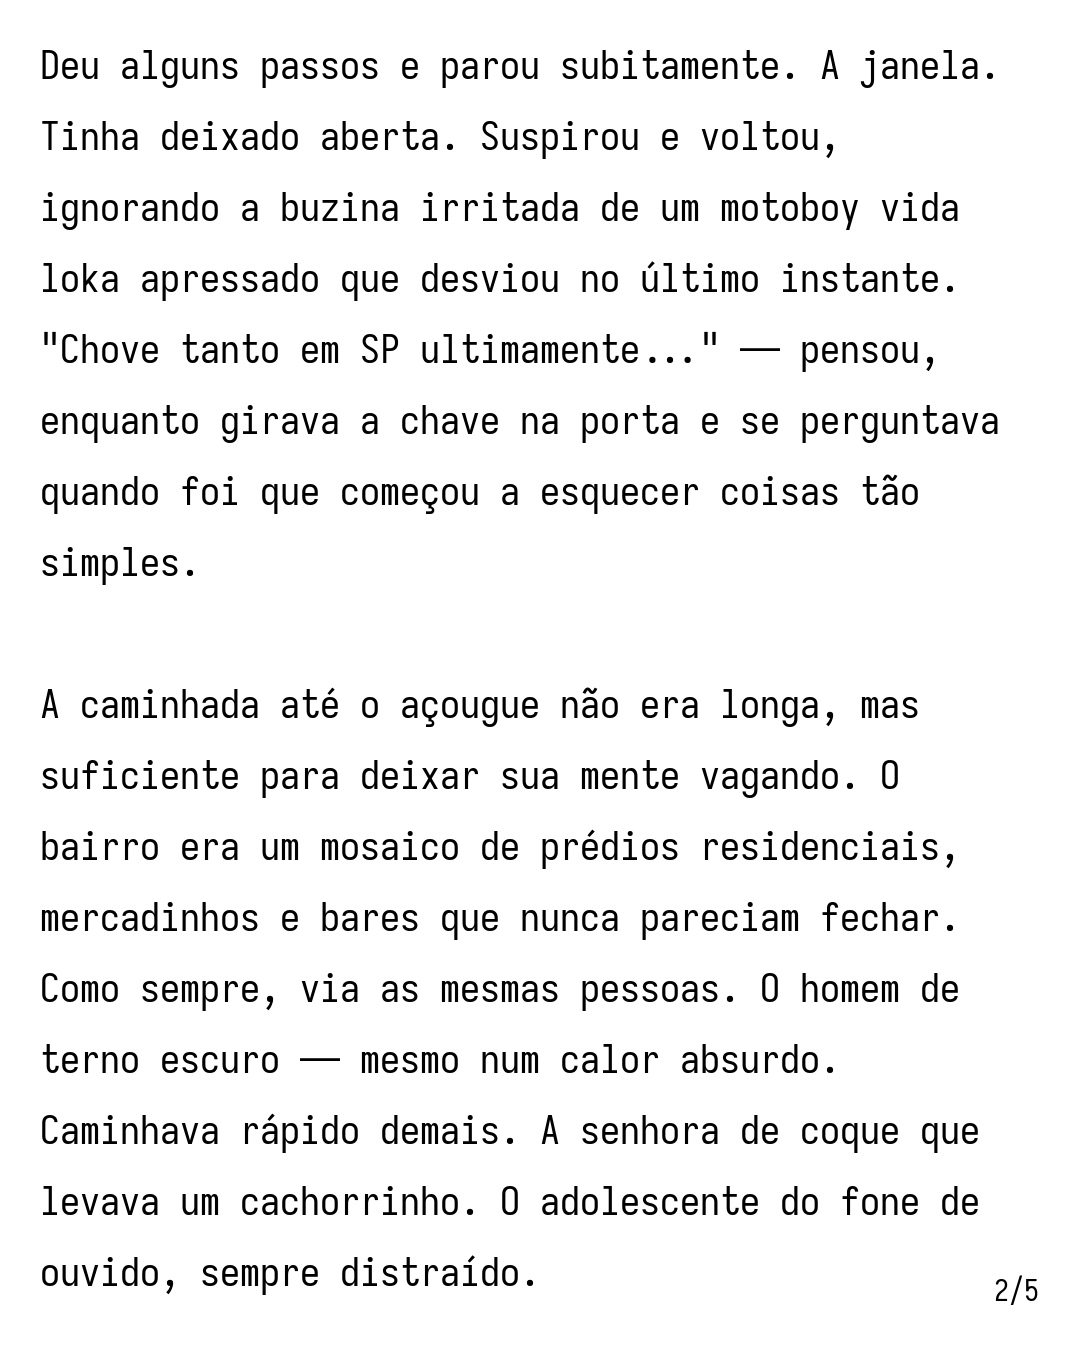 Deu alguns passos e parou subitamente. A janela.
Tinha deixado aberta. Suspirou e voltou,
ignorando a buzina irritada de um motoboy vida
loka apressado que desviou no último instante.
"Chove tanto em SP ultimamente..." —— pensou,
enquanto girava a chave na porta e se perguntava
quando foi que começou a esquecer coisas tão
simples.

A caminhada até o açougue não era longa, mas
suficiente para deixar sua mente vagando. O
bairro era um mosaico de prédios residenciais,
mercadinhos e bares que nunca pareciam fechar.
Como sempre, via as mesmas pessoas. O homem de
terno escuro —— mesmo num calor absurdo.
Caminhava rápido demais. A senhora de coque que
levava um cachorrinho. O adolescente do fone de
ouvido, sempre distraído.
2/5